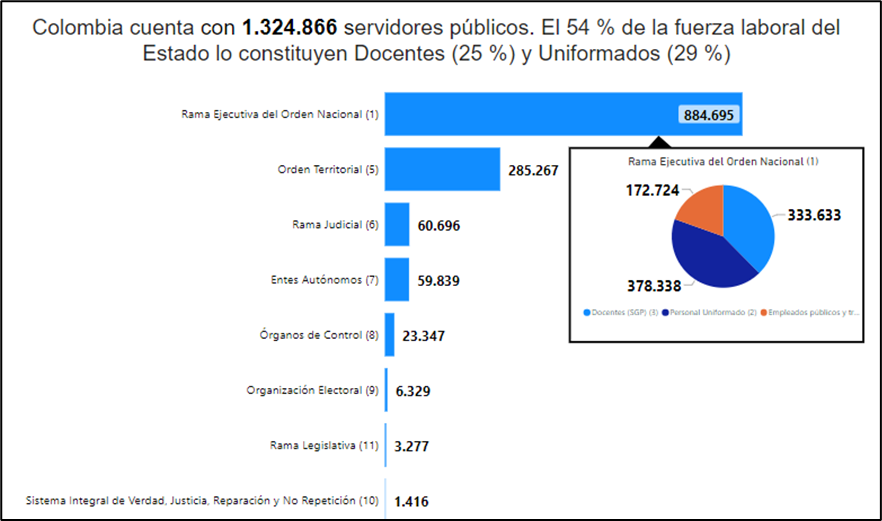 Colombia cuenta con 1.324.866 servidores públicos. El 54 % de la fuerza laboral del
Estado lo constituyen Docentes (25 %) y Uniformados (29 %)
Rama Ejecutiva del Orden Nacional (1) 884.695
Orden Territorial (5) 285.267
Rama Judicial (6) 60.696
Entes Autónomos (7) 59.839
Órganos de Control (8) 23.347
Organización Electoral (9) 6.329
Rama Legislativa (11) 3.277
Sistema Integral de Verdad, Justicia, Reparación y No Repetición (10) 1.416
Rama Ejecutiva del Orden Nacional (1)
172.724
333.633
378.338
Docentes (SGP) (3) Personal Uniformado (2) Empleados públicos y tr...